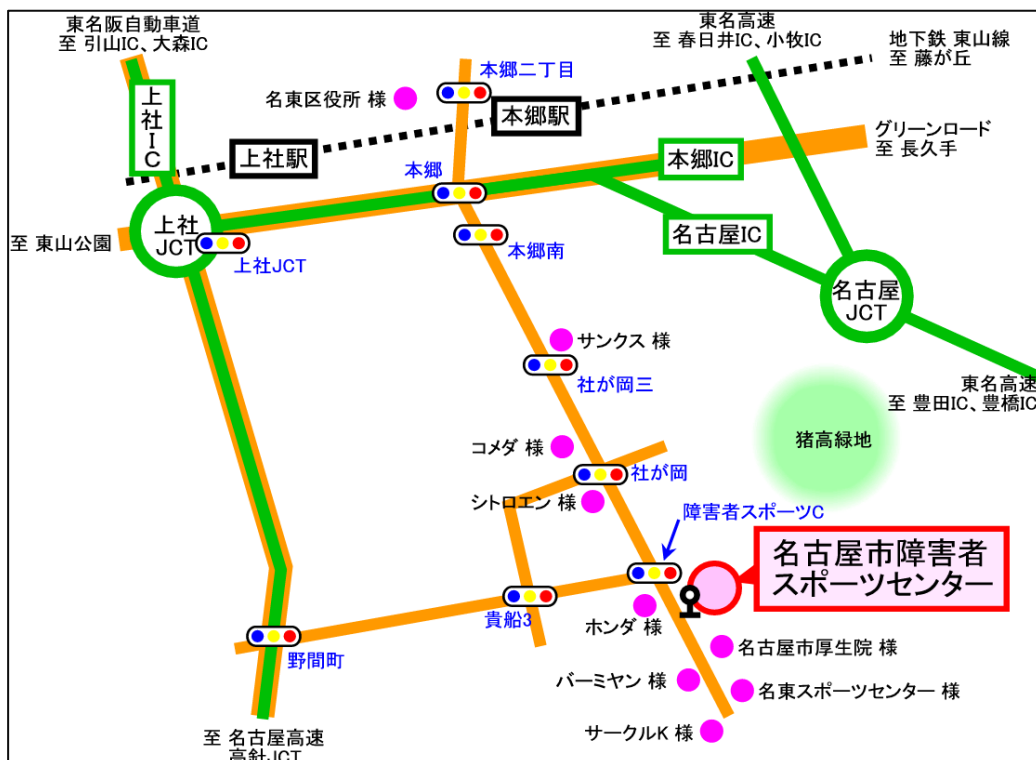 東名阪自動車道
至 引山IC、大森IC
東名高速
至 春日井IC、小牧IC
地下鉄 東山線
至 藤が丘
本郷二丁目
名東区役所 様
上社IC
本郷駅
上社駅
グリーンロード
至 長久手
本郷IC
本郷
上社
JCT
至 東山公園
上社JCT
本郷南
名古屋IC
名古屋
JCT
サンクス 様
社が岡三
東名高速
至 豊田IC、豊橋IC
猪高緑地
コメダ 様
社が岡
シトロエン 様
障害者スポーツC
名古屋市障害者
スポーツセンター
貴船3
ホンダ 様
野間町
名古屋市厚生院 様
バーミヤン 様
名東スポーツセンター 様
サークルK 様
至 名古屋高速
高針JCT